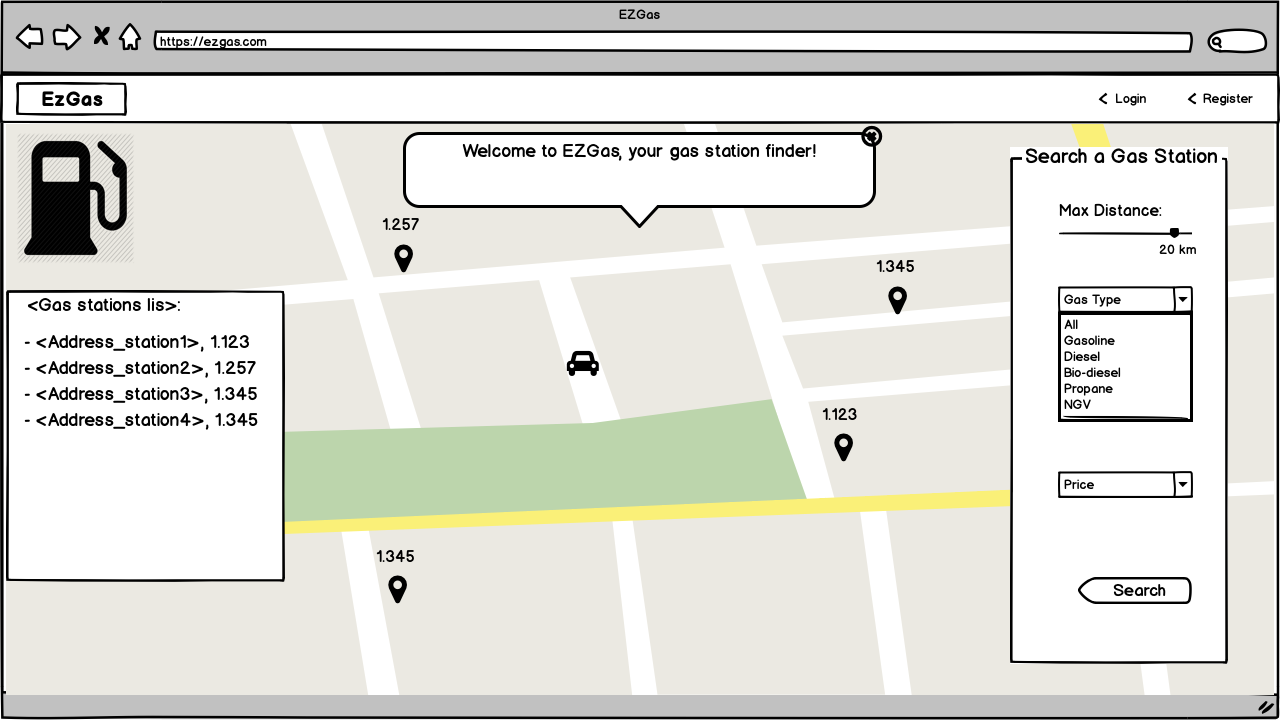 EZGas
https://ezgas.com
EzGas
Login
Register
Welcome to EZGas, your gas station finder!
Search a Gas Station
Max Distance:
20 km
Gas Type
All
Gasoline
Diesel
Bio-diesel
Propane
NGV
Price
Search
1.257
1.345
1.123
1.345
<Gas stations lis>:
- <Address_station1>, 1.123
- <Address_station2>, 1.257
- <Address_station3>, 1.345
- <Address_station4>, 1.345